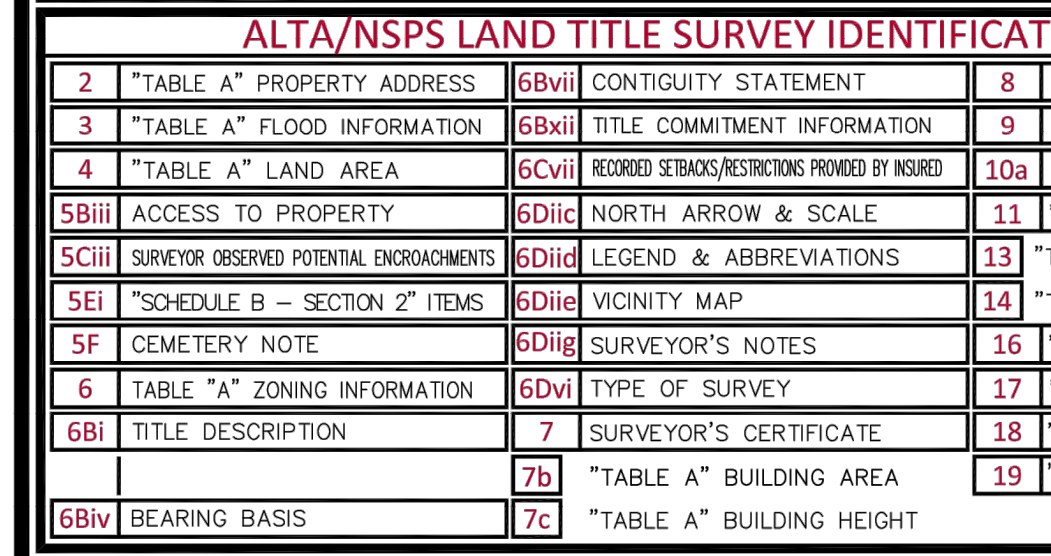 ALTA/NSPS LAND TITLE SURVEY IDENTIFICAT
2 "TABLE A" PROPERTY ADDRESS 6Bvii CONTIGUITY STATEMENT 8
3 "TABLE A" FLOOD INFORMATION 6Bxii TITLE COMMITMENT INFORMATION 9
4 "TABLE A" LAND AREA 6Cvii RECORDED SETBACKS/RESTRICTIONS PROVIDED BY INSURED 10a
5Biii ACCESS TO PROPERTY 6Diic NORTH ARROW & SCALE 11 "
5Ciii SURVEYOR OBSERVED POTENTIAL ENCROACHMENTS 6Diid LEGEND & ABBREVIATIONS 13 "T
5Ei "SCHEDULE B – SECTION 2" ITEMS 6Diie VICINITY MAP 14 "T
5F CEMETERY NOTE 6Diig SURVEYOR'S NOTES 16 "
6 TABLE "A" ZONING INFORMATION 6Dvi TYPE OF SURVEY 17 "
6Bi TITLE DESCRIPTION 7 SURVEYOR'S CERTIFICATE 18 "
7b "TABLE A" BUILDING AREA 19 "
6Biv BEARING BASIS 7c "TABLE A" BUILDING HEIGHT